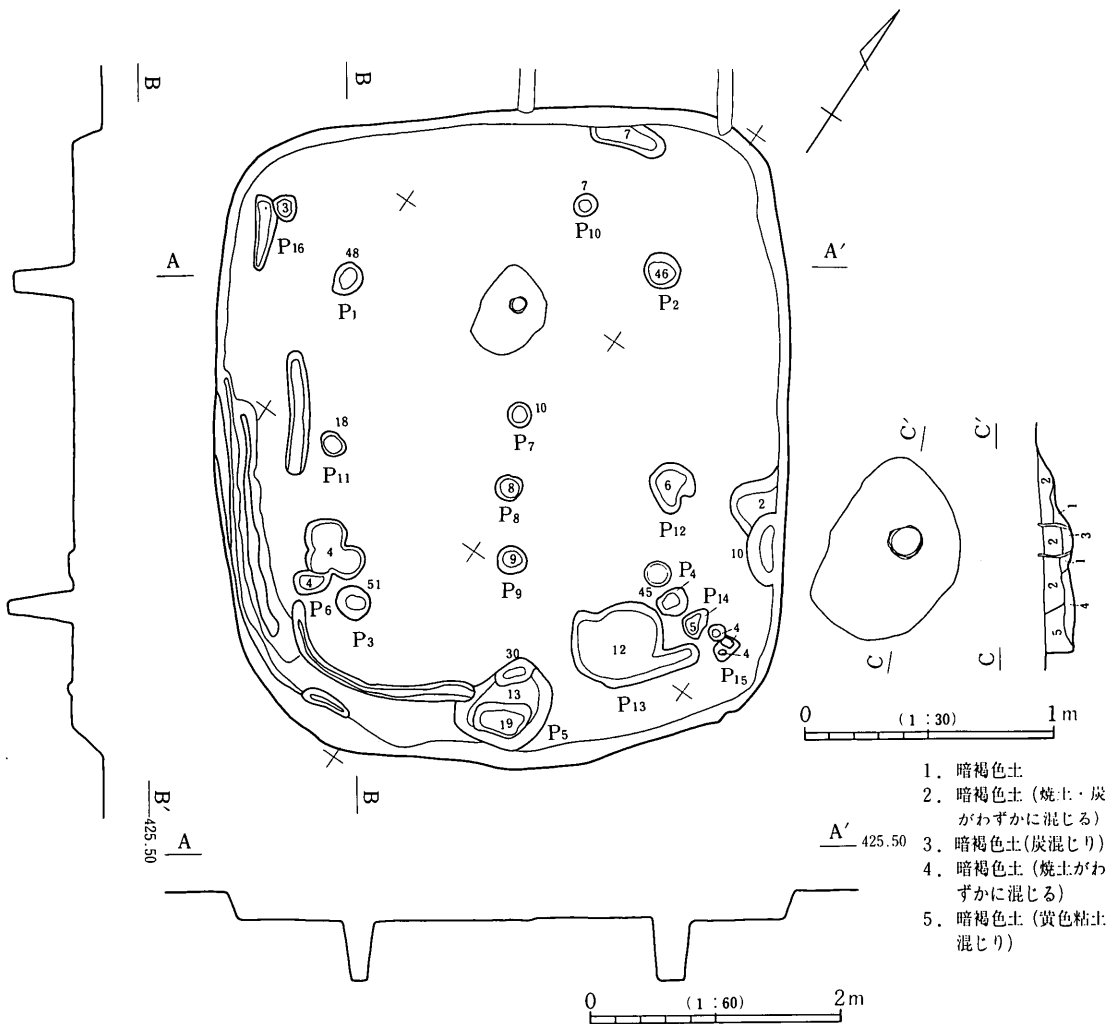 B
B
7
3
P16
7
P10
A
48
P1
46
P2
A'
18
P11
10
P7
8
P8
6
P12
2
10
4
4
P6
51
P3
9
P9
45
P4
P14
5
4
4
P15
12
P13
30
13
19
P5
C'
C'
C
C
2
1
3
2
1
2
4
5
0 (1:30) 1m
B'
425.50
B
A
A' 425.50
1. 暗褐色土
2. 暗褐色土(焼土・炭
がわずかに混じる)
3. 暗褐色土(炭混じり)
4. 暗褐色土(焼土がわ
ずかに混じる)
5. 暗褐色土(黄色粘土
混じり)
0 (1:60) 2m